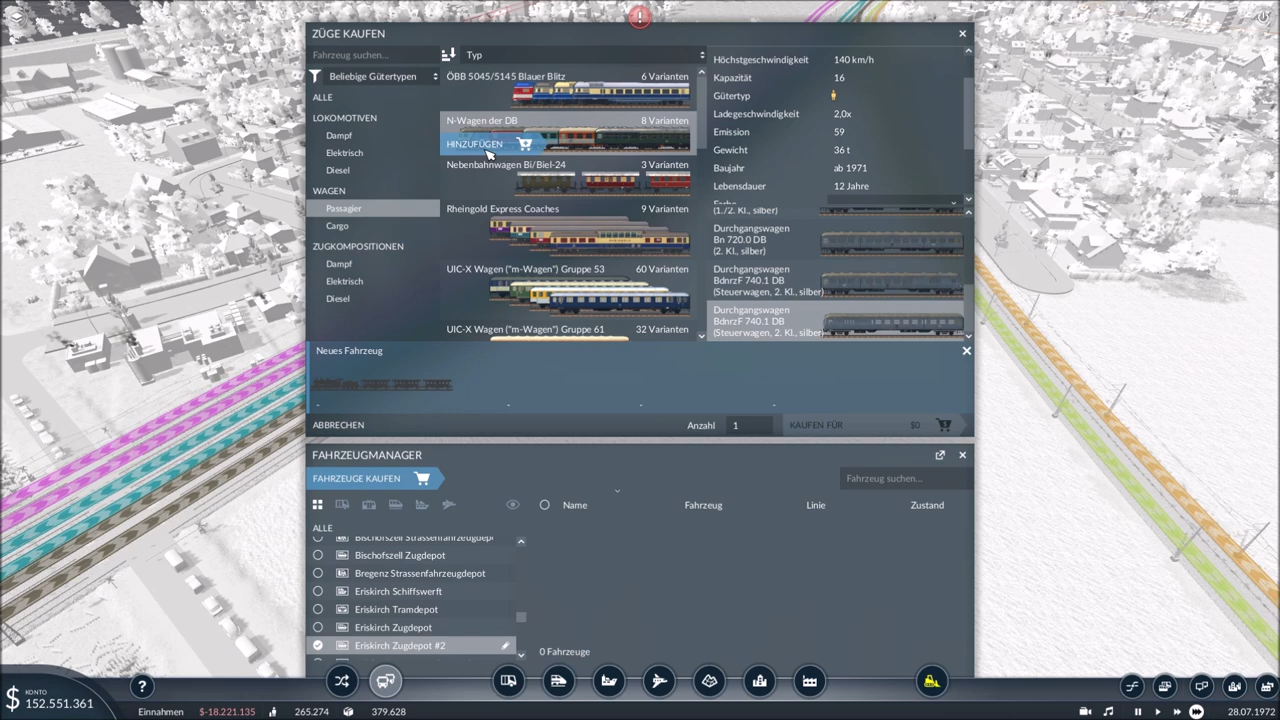 ZÜGE KAUFEN
Fahrzeug suchen...
Typ
Beliebige Gütertypen
ALLE
LOKOMOTIVEN
Dampf
Elektrisch
Diesel
WAGEN
Passagier
Cargo
ZUGKOMPOSITIONEN
Dampf
Elektrisch
Diesel
ÖBB 5045/5145 Blauer Blitz 6 Varianten
N-Wagen der DB 8 Varianten
HINZUFÜGEN
Nebenbahnwagen Bi/Biel-24 3 Varianten
Rheingold Express Coaches 9 Varianten
UIC-X Wagen ("m-Wagen") Gruppe 53 60 Varianten
UIC-X Wagen ("m-Wagen") Gruppe 61 32 Varianten
Höchstgeschwindigkeit 140 km/h
Kapazität 16
Gütertyp
Ladegeschwindigkeit 2,0x
Emission 59
Gewicht 36 t
Baujahr ab 1971
Lebensdauer 12 Jahre
Farbe
(1./2. Kl., silber)
Durchgangswagen
Bn 720.0 DB
(2. Kl., silber)
Durchgangswagen
BdnrzF 740.1 DB
(Steuerwagen, 2. Kl., silber)
Durchgangswagen
BdnrzF 740.1 DB
(Steuerwagen, 2. Kl., silber)
Neues Fahrzeug
- - - -
ABBRECHEN
Anzahl 1
KAUFEN FÜR $0
FAHRZEUGMANAGER
FAHRZEUGE KAUFEN
Fahrzeug suchen...
Name Fahrzeug Linie Zustand
ALLE
Bischofszell Strassenfahrzeugdepo
Bischofszell Zugdepot
Bregenz Strassenfahrzeugdepot
Eriskirch Schiffswerft
Eriskirch Tramdepot
Eriskirch Zugdepot
Eriskirch Zugdepot #2
0 Fahrzeuge
KONTO
$ 152.551.361
?
Einnahmen $-18.221.135
265.274
379.628
28.07.1972